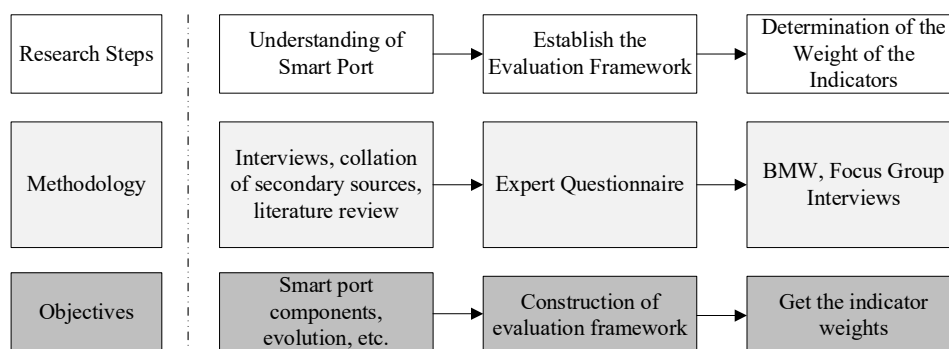 Research Steps
Understanding of
Smart Port
Establish the
Evaluation Framework
Determination of the
Weight of the
Indicators
Methodology
Interviews, collation
of secondary sources,
literature review
Expert Questionnaire
BMW, Focus Group
Interviews
Objectives
Smart port
components,
evolution, etc.
Construction of
evaluation framework
Get the indicator
weights